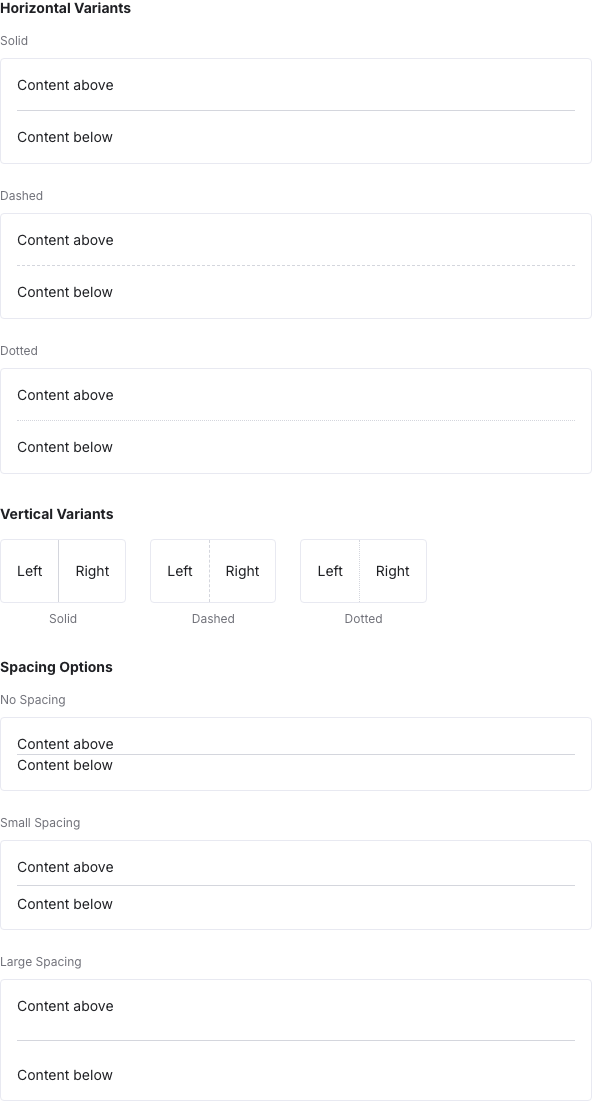 Horizontal Variants
Solid
Content above
Content below
Dashed
Content above
Content below
Dotted
Content above
Content below
Vertical Variants
Left Right
Left Right
Left Right
Solid
Dashed
Dotted
Spacing Options
No Spacing
Content above
Content below
Small Spacing
Content above
Content below
Large Spacing
Content above
Content below